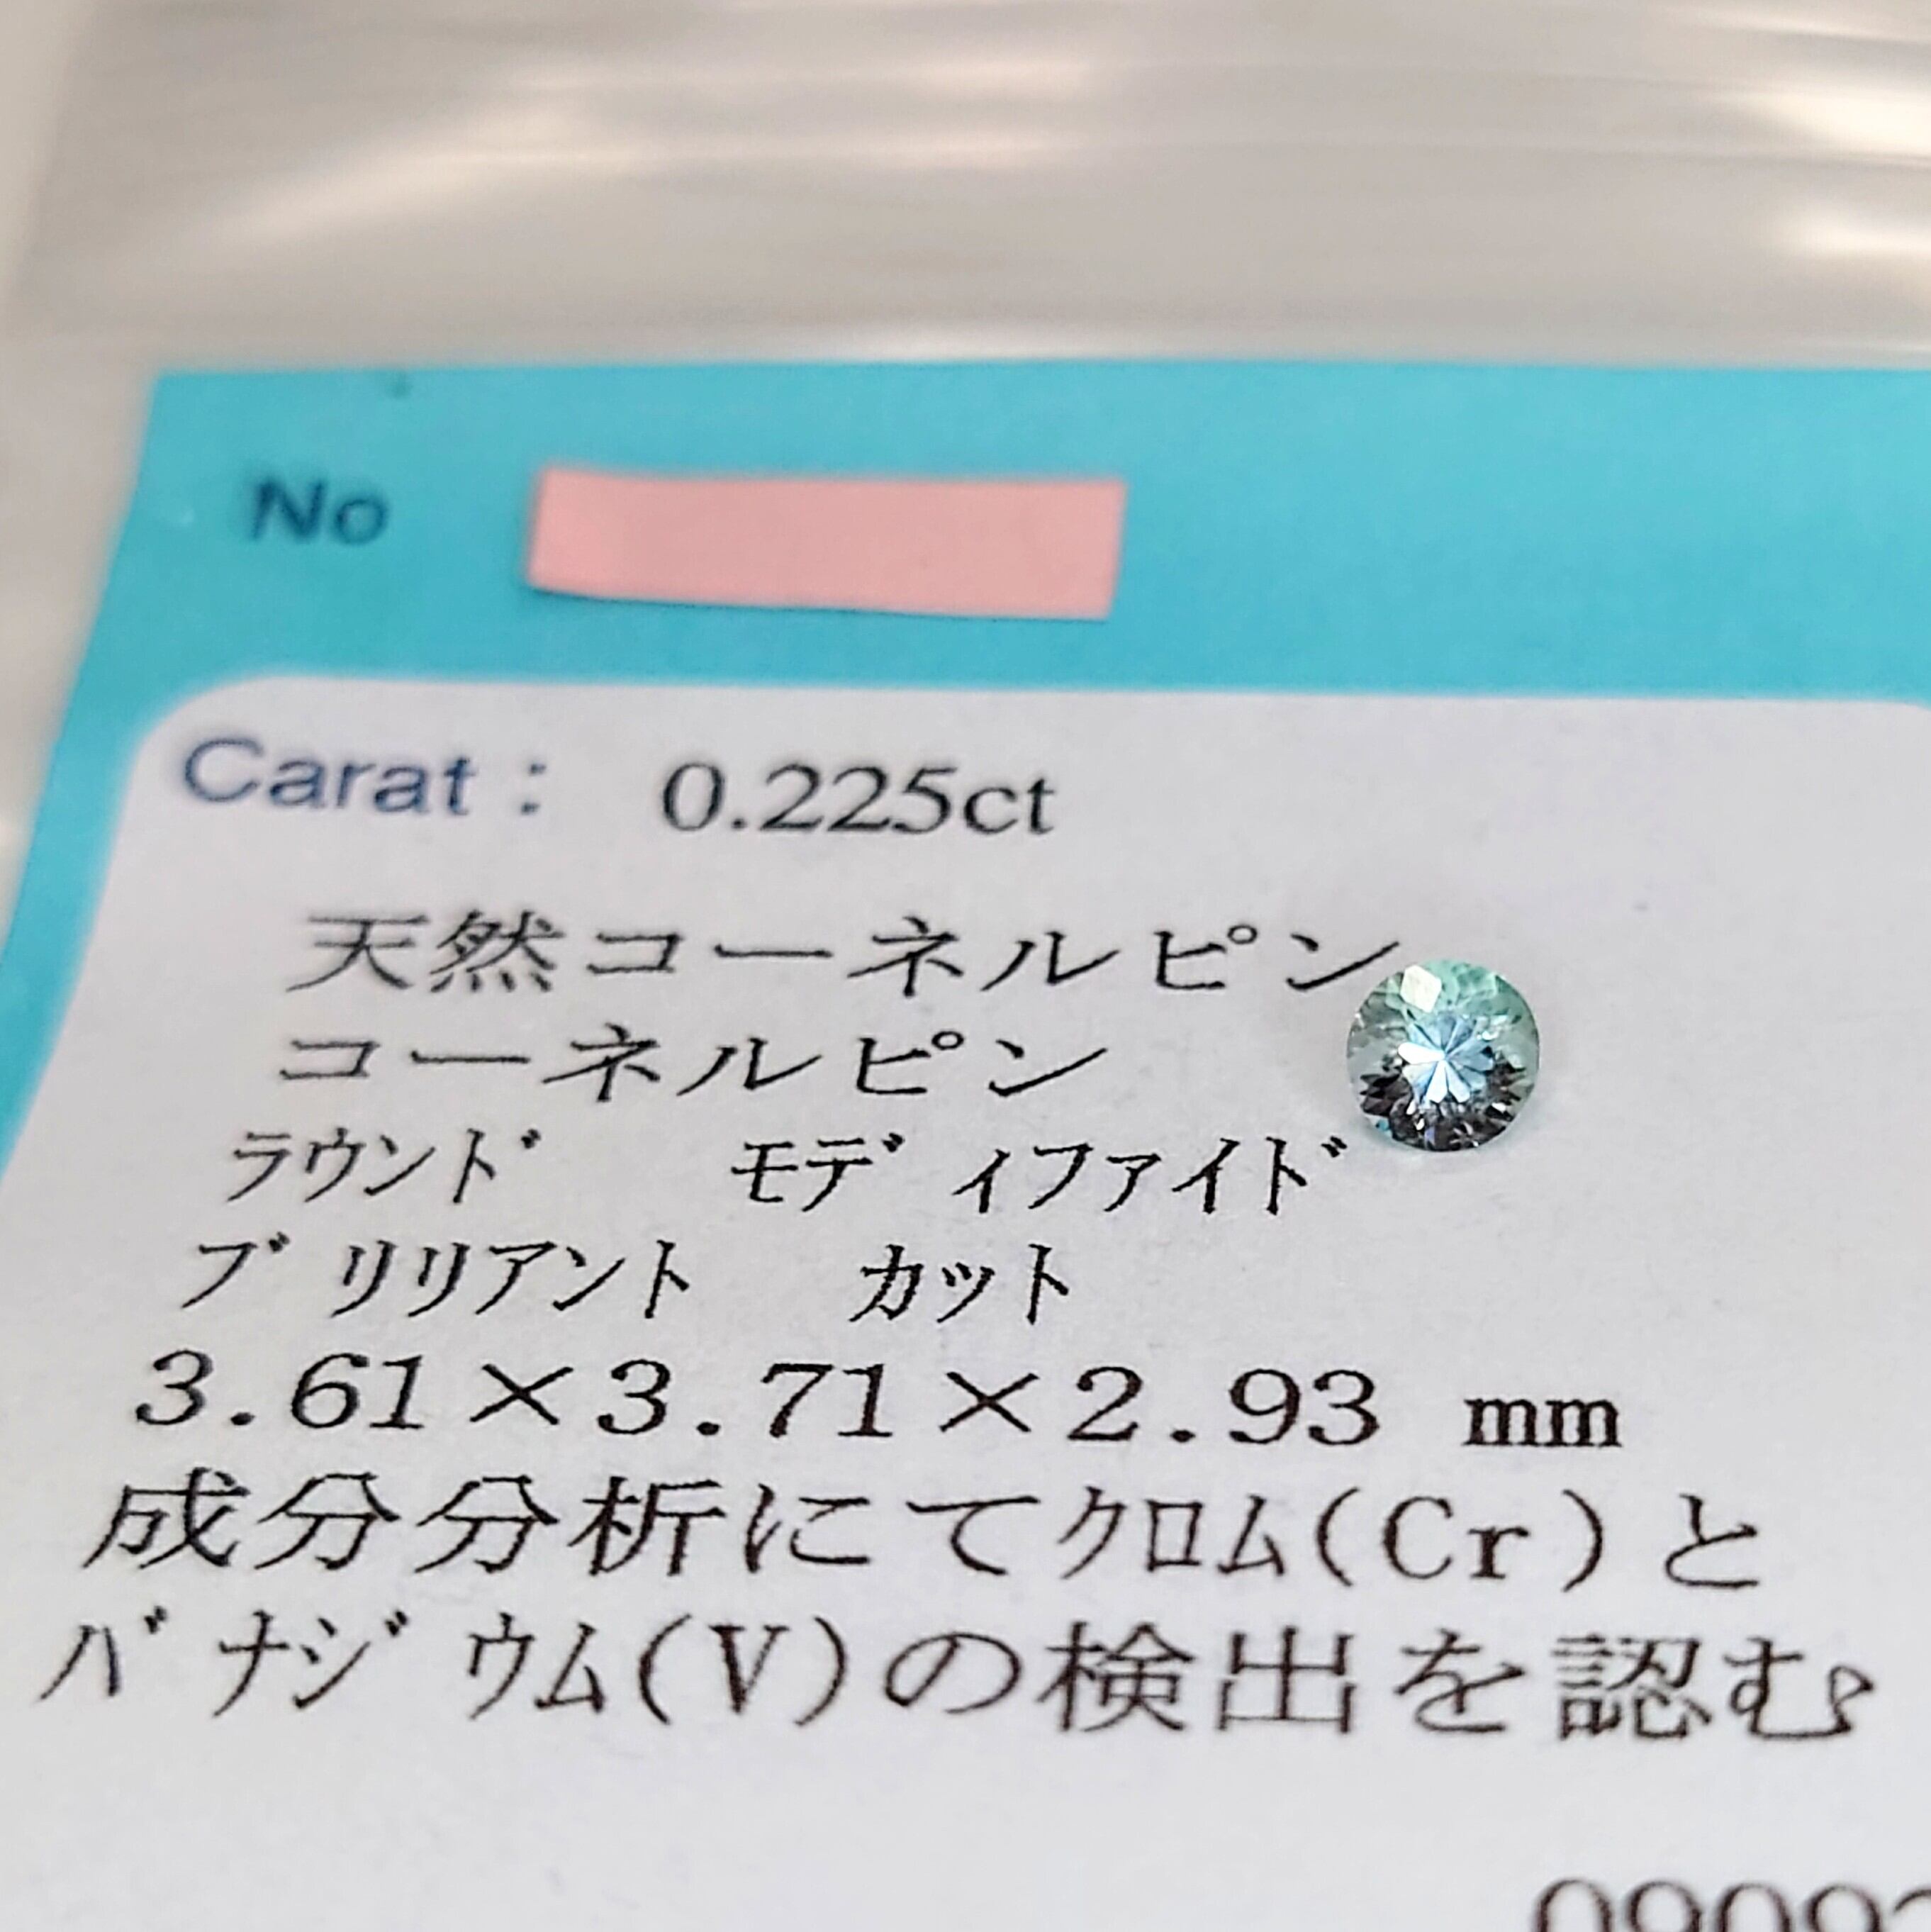 No
Carat : 0.225ct
天然コーネルピン
コーネルピン
ﾗｳﾝﾄﾞ ﾓﾃﾞｨﾌｧｲﾄﾞ
ﾌﾞﾘﾘｱﾝﾄ ｶｯﾄ
3.61×3.71×2.93 mm
成分分析にてｸﾛﾑ(Cr)と
ﾊﾞﾅｼﾞｳﾑ(V)の検出を認む